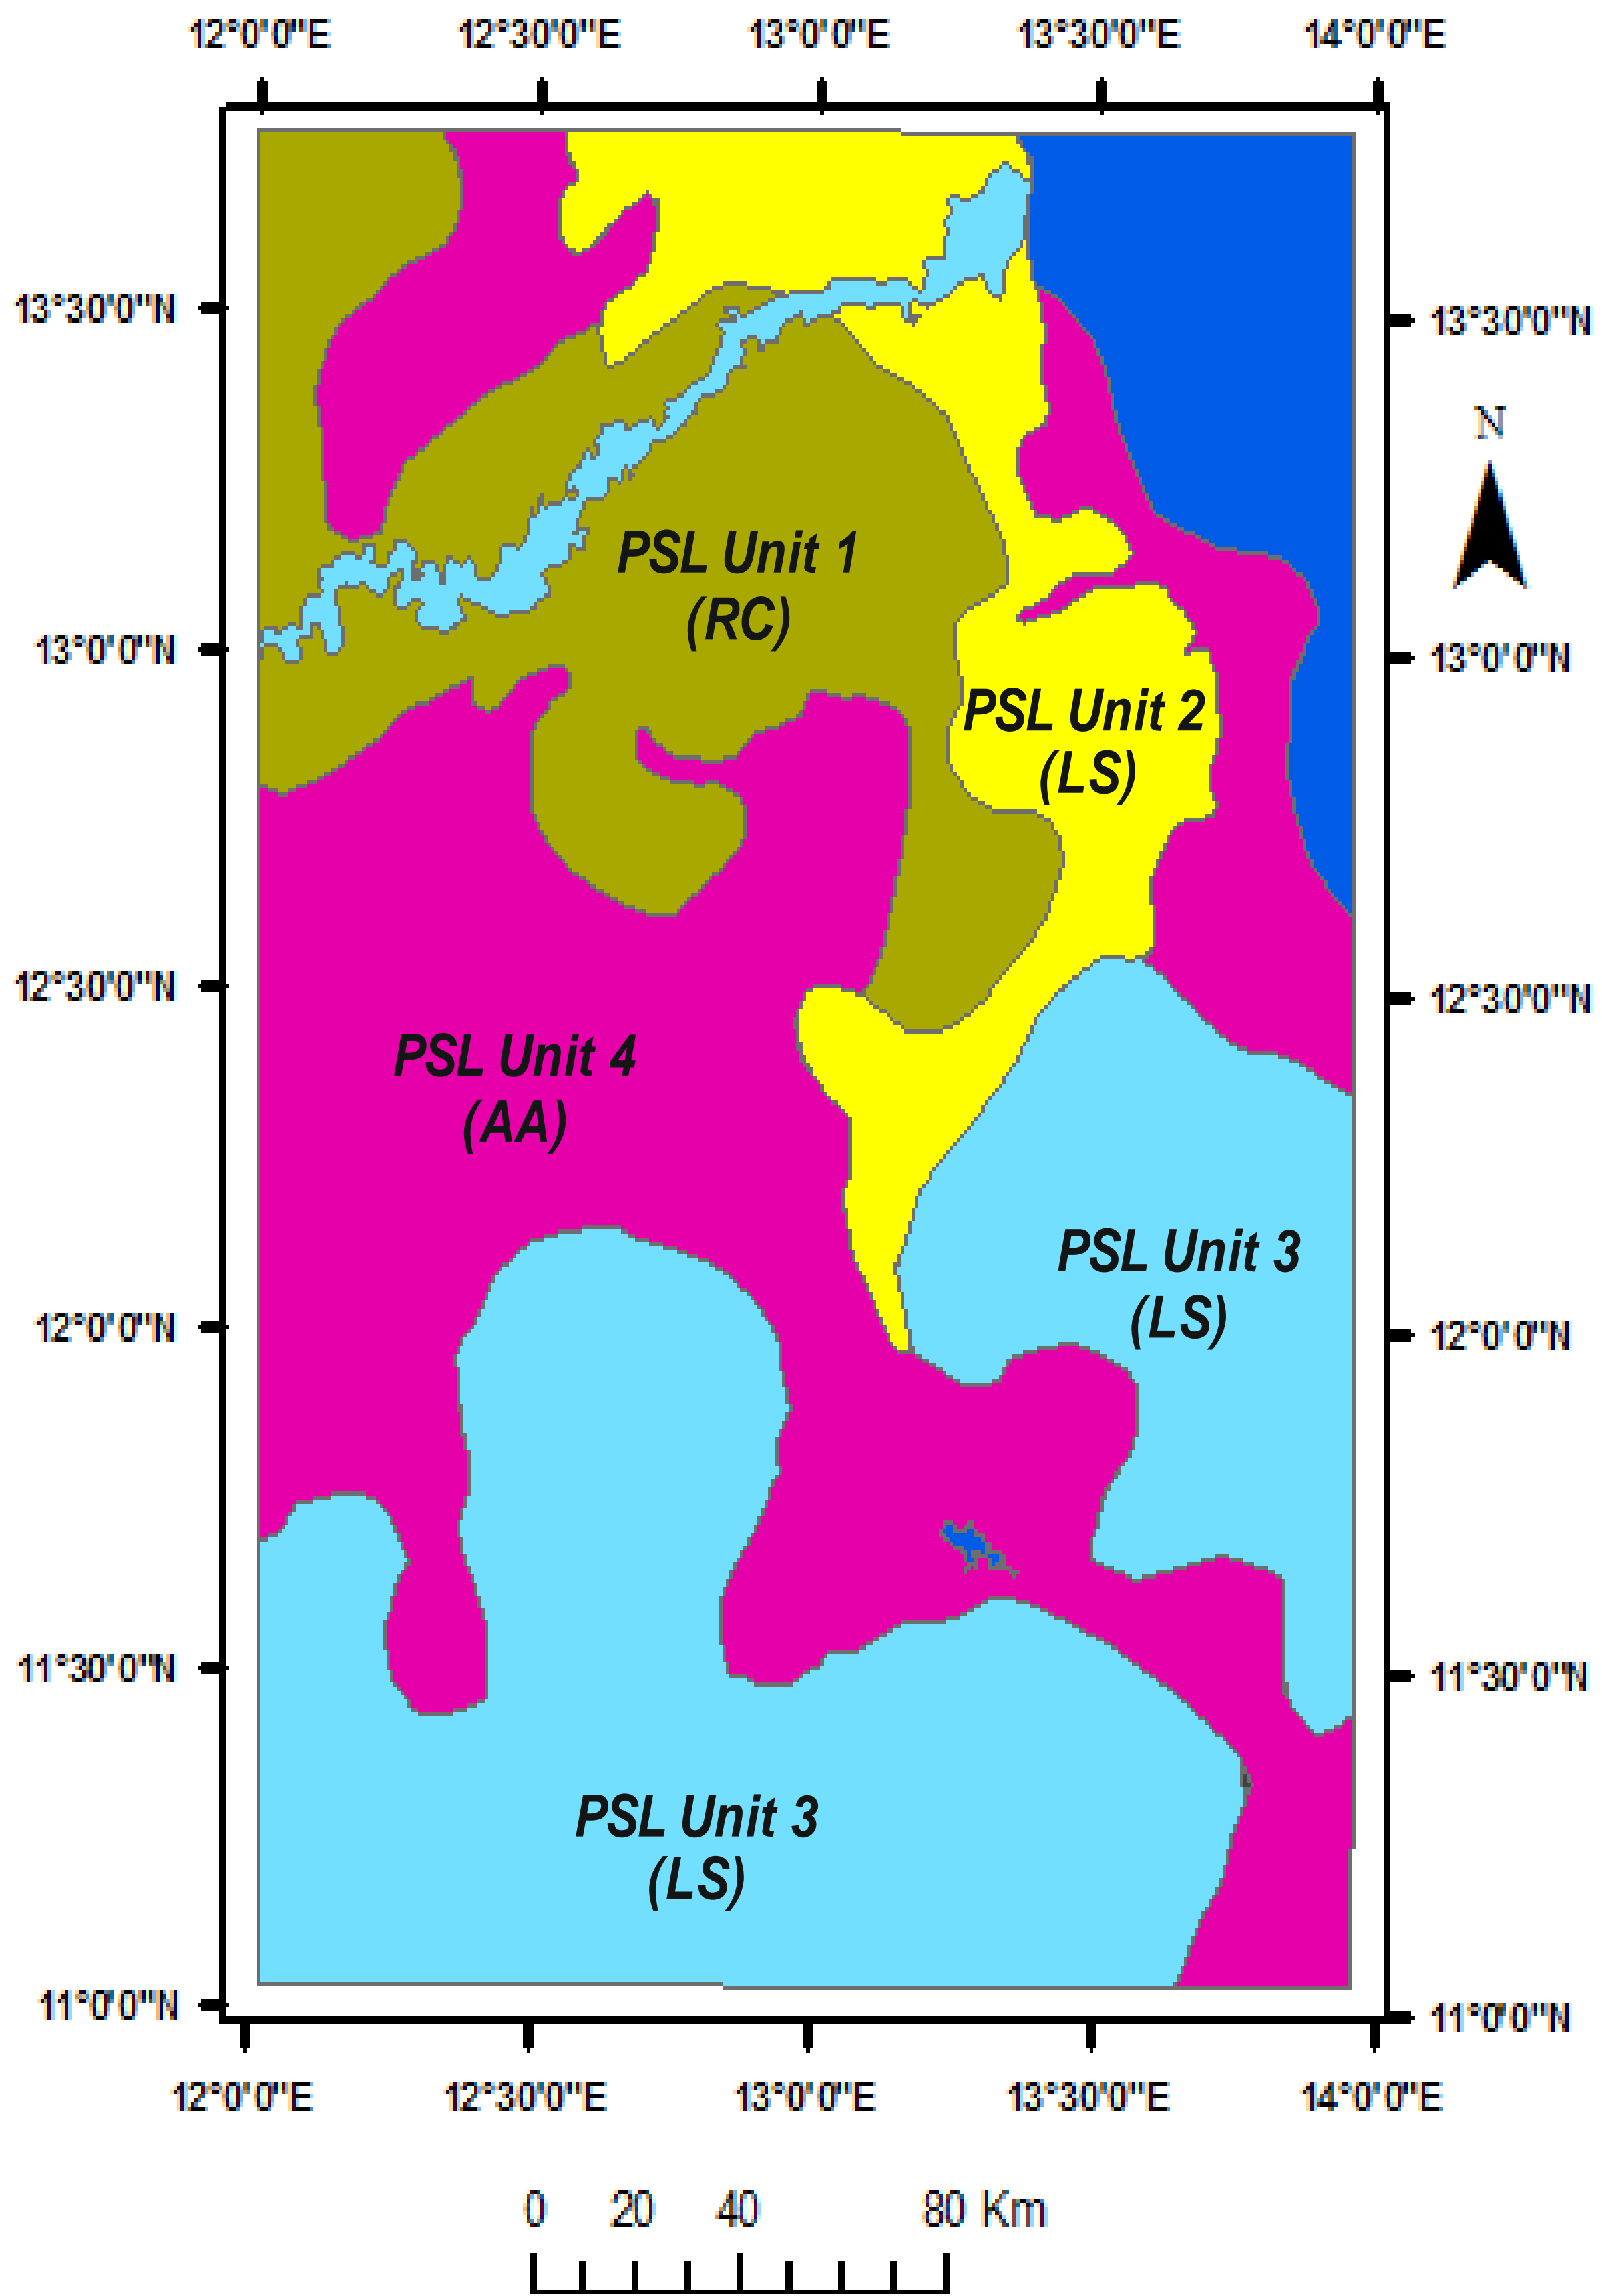 12°0'0"E 12°30'0"E 13°0'0"E 13°30'0"E 14°0'0"E
13°30'0"N 13°30'0"N
N
PSL Unit 1
(RC)
13°0'0"N 13°0'0"N
PSL Unit 2
(LS)
12°30'0"N 12°30'0"N
PSL Unit 4
(AA)
PSL Unit 3
(LS)
12°0'0"N 12°0'0"N
11°30'0"N 11°30'0"N
PSL Unit 3
(LS)
11°0'0"N 11°0'0"N
12°0'0"E 12°30'0"E 13°0'0"E 13°30'0"E 14°0'0"E
0 20 40 80 Km